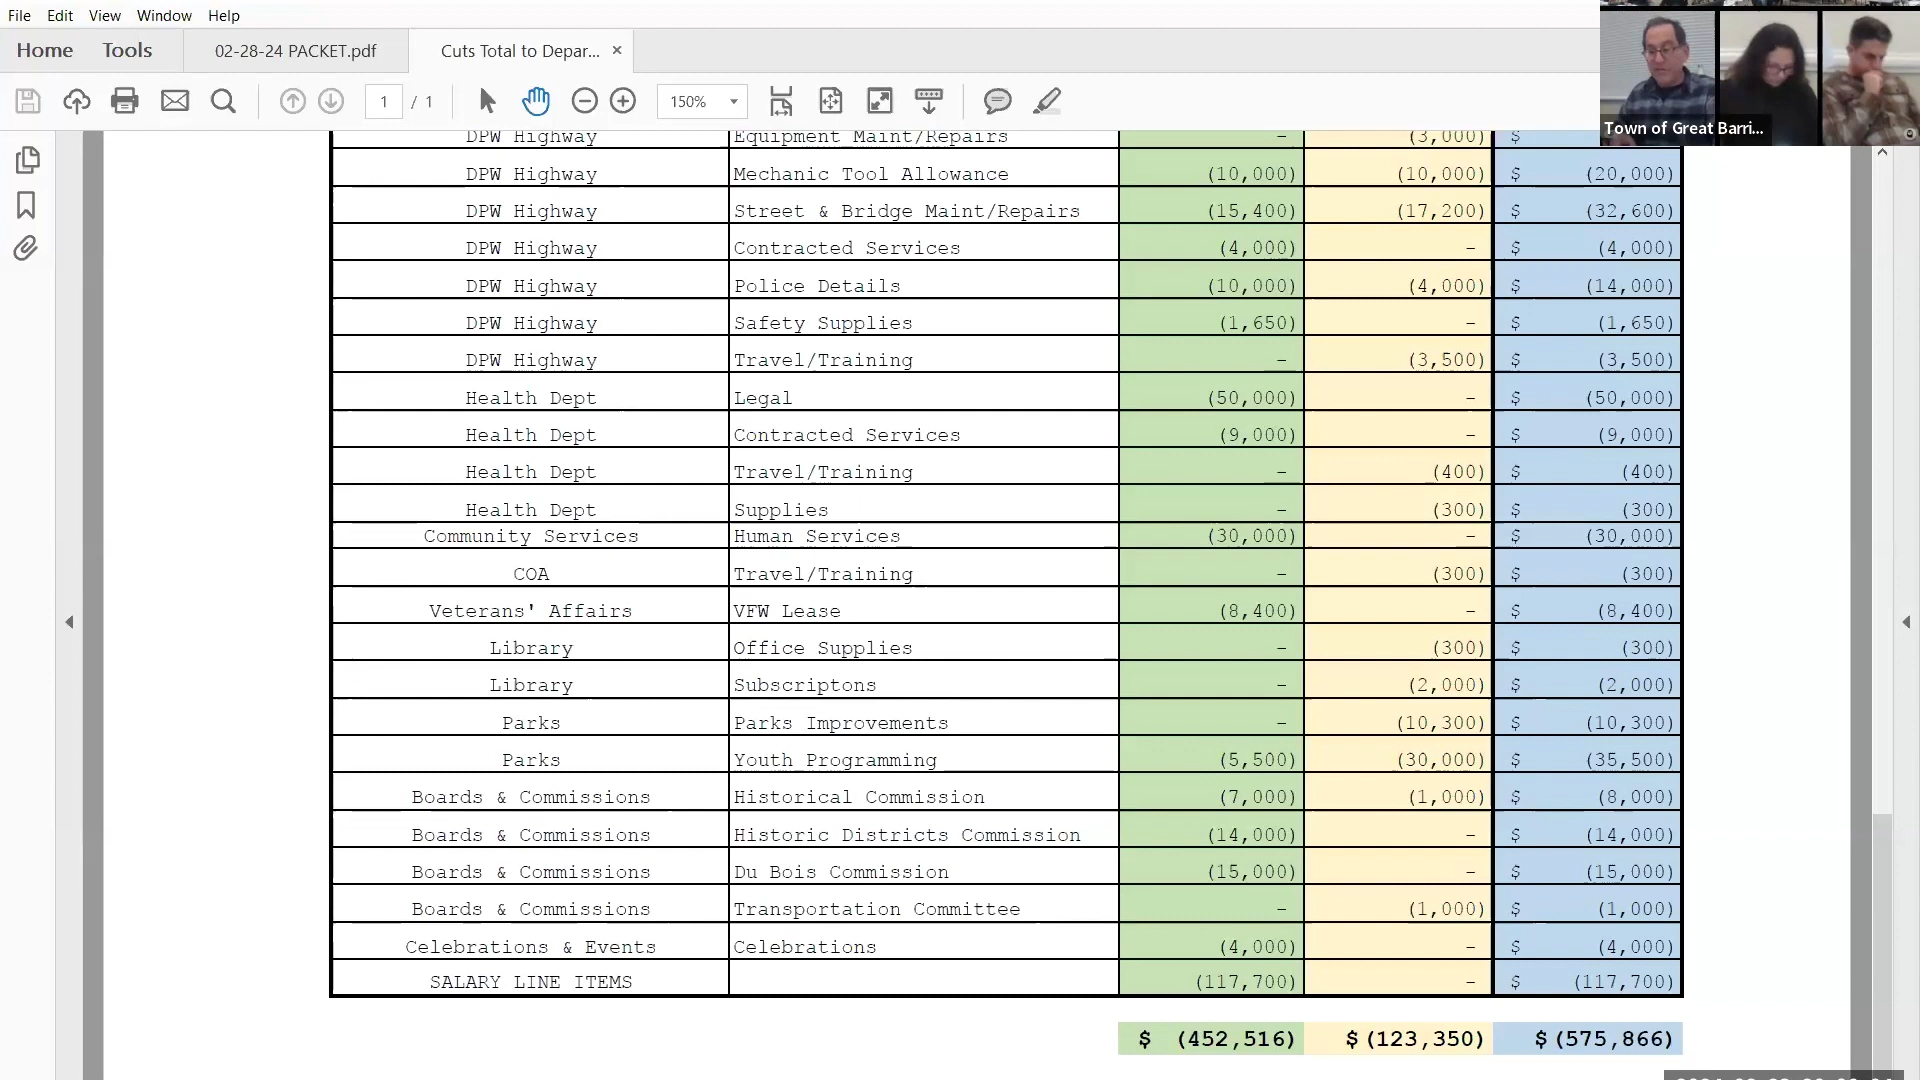 File Edit View Window Help
Home Tools 02-28-24 PACKET.pdf Cuts Total to Depar... ×
1 / 1 150%
Town of Great Barri...
DPW Highway Equipment Maint/Repairs - (3,000) $
DPW Highway Mechanic Tool Allowance (10,000) (10,000) $ (20,000)
DPW Highway Street & Bridge Maint/Repairs (15,400) (17,200) $ (32,600)
DPW Highway Contracted Services (4,000) - $ (4,000)
DPW Highway Police Details (10,000) (4,000) $ (14,000)
DPW Highway Safety Supplies (1,650) - $ (1,650)
DPW Highway Travel/Training - (3,500) $ (3,500)
Health Dept Legal (50,000) - $ (50,000)
Health Dept Contracted Services (9,000) - $ (9,000)
Health Dept Travel/Training - (400) $ (400)
Health Dept Supplies - (300) $ (300)
Community Services Human Services (30,000) - $ (30,000)
COA Travel/Training - (300) $ (300)
Veterans' Affairs VFW Lease (8,400) - $ (8,400)
Library Office Supplies - (300) $ (300)
Library Subscriptons - (2,000) $ (2,000)
Parks Parks Improvements - (10,300) $ (10,300)
Parks Youth Programming (5,500) (30,000) $ (35,500)
Boards & Commissions Historical Commission (7,000) (1,000) $ (8,000)
Boards & Commissions Historic Districts Commission (14,000) - $ (14,000)
Boards & Commissions Du Bois Commission (15,000) - $ (15,000)
Boards & Commissions Transportation Committee - (1,000) $ (1,000)
Celebrations & Events Celebrations (4,000) - $ (4,000)
SALARY LINE ITEMS (117,700) - $ (117,700)
$ (452,516) $ (123,350) $ (575,866)